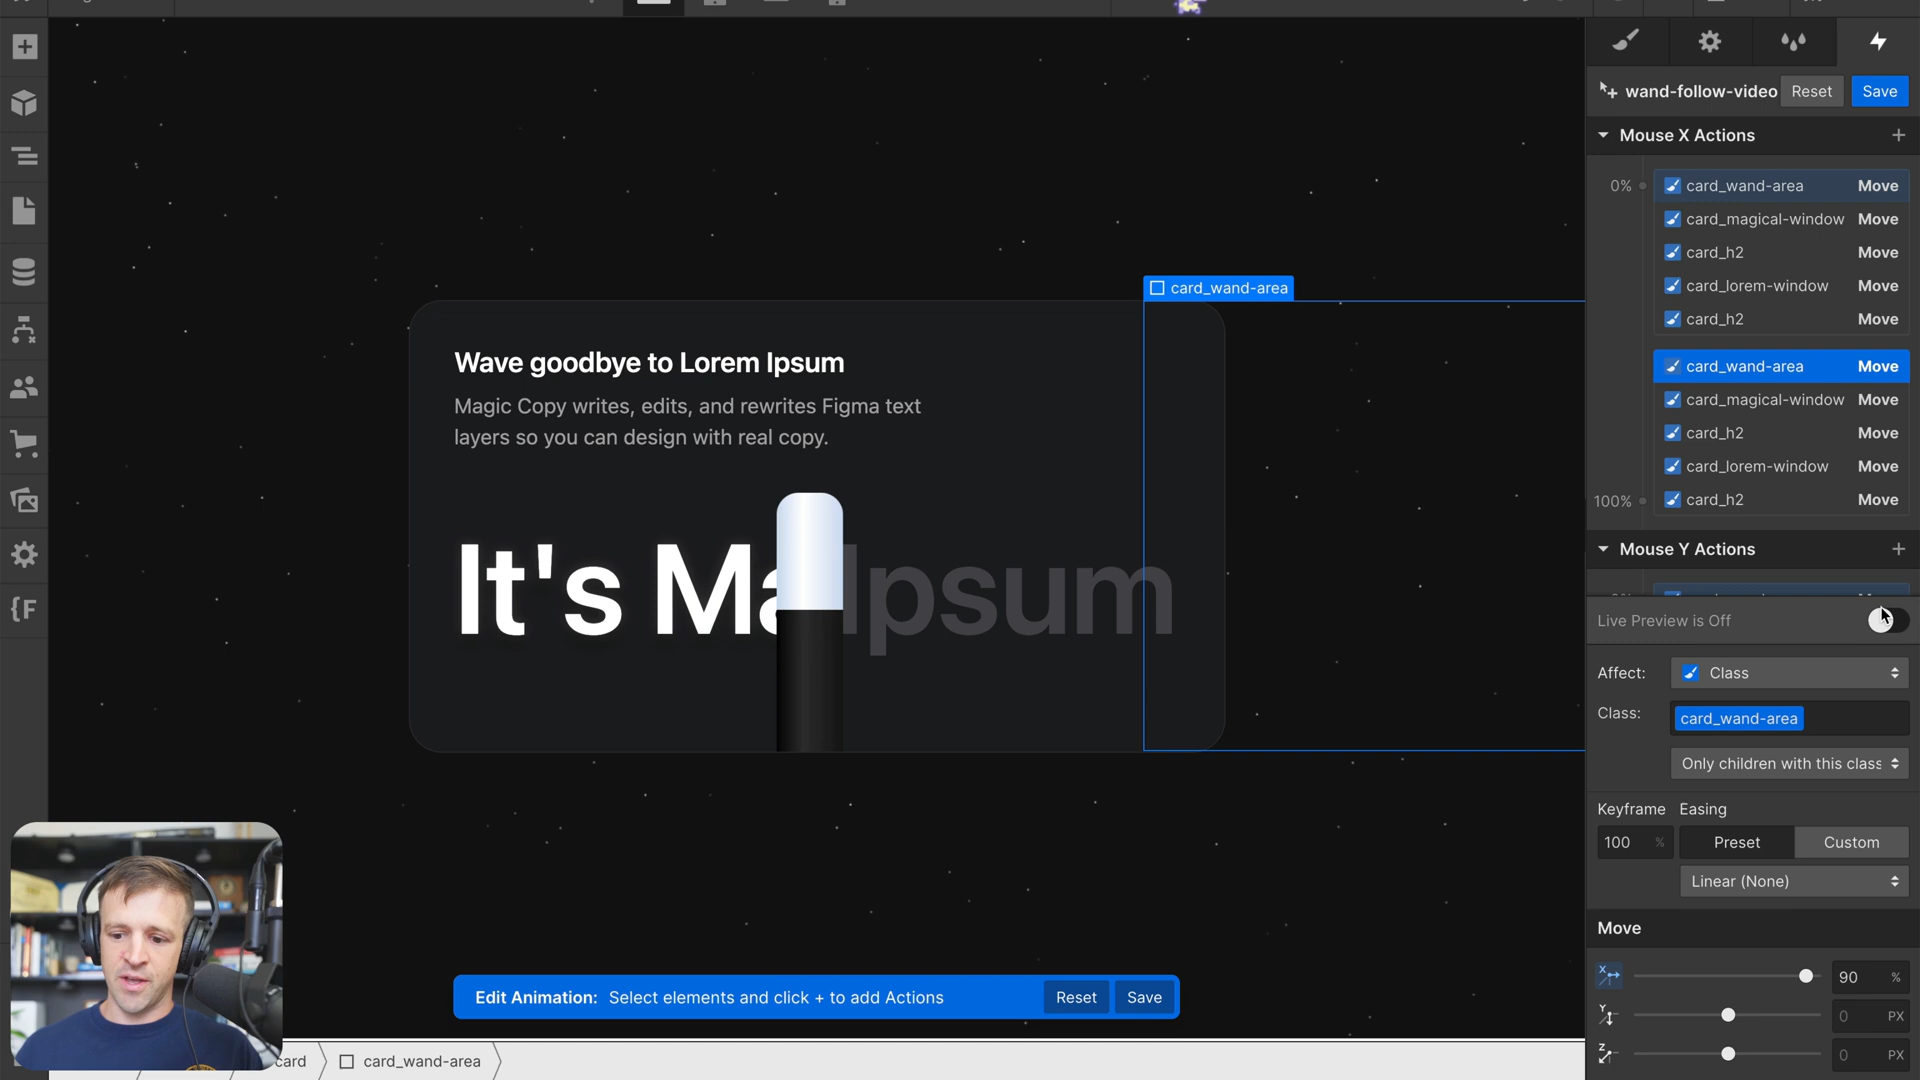 wand-follow-video
Reset
Save
Mouse X Actions
0%
card_wand-area Move
card_magical-window Move
card_h2 Move
card_lorem-window Move
card_h2 Move
card_wand-area Move
card_magical-window Move
card_h2 Move
card_lorem-window Move
100% card_h2 Move
Mouse Y Actions
Live Preview is Off
Affect: Class
Class: card_wand-area
Only children with this class
Keyframe Easing
100 % Preset Custom
Linear (None)
Move
X 90 %
Y 0 PX
Z 0 PX
card_wand-area
Wave goodbye to Lorem Ipsum
Magic Copy writes, edits, and rewrites Figma text
layers so you can design with real copy.
It's Ma Ipsum
Edit Animation: Select elements and click + to add Actions Reset Save
card card_wand-area